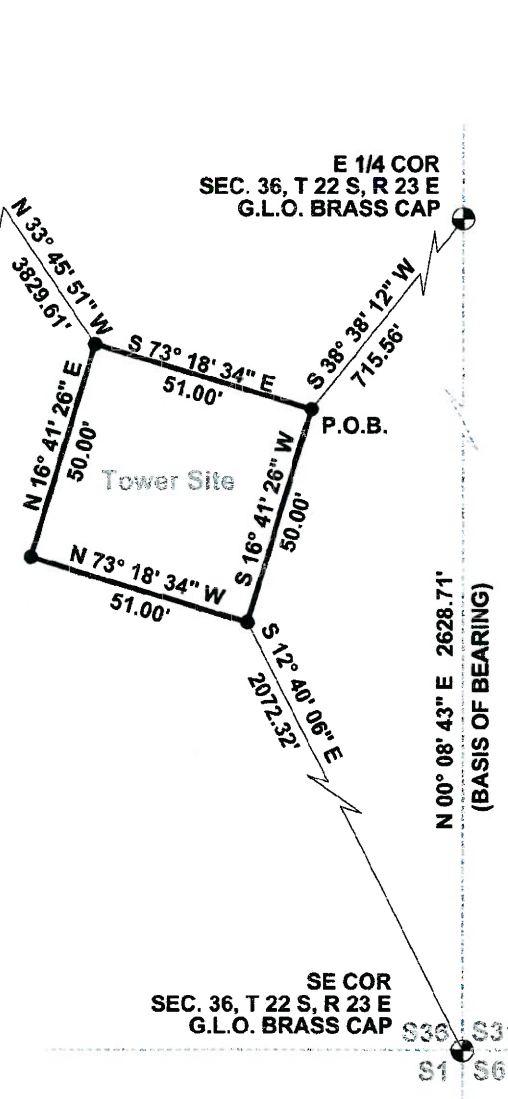 E 1/4 COR
SEC. 36, T 22 S, R 23 E
G.L.O. BRASS CAP
N 33° 45' 51" W
3829.61'
S 38° 38' 12" W
715.56'
S 73° 18' 34" E
51.00'
P.O.B.
N 16° 41' 26" E
50.00'
Tower Site
S 16° 41' 26" W
50.00'
N 73° 18' 34" W
51.00'
S 12° 40' 06" E
2072.32'
N 00° 08' 43" E 2628.71'
(BASIS OF BEARING)
SE COR
SEC. 36, T 22 S, R 23 E
G.L.O. BRASS CAP
S36 S31
S1 S6